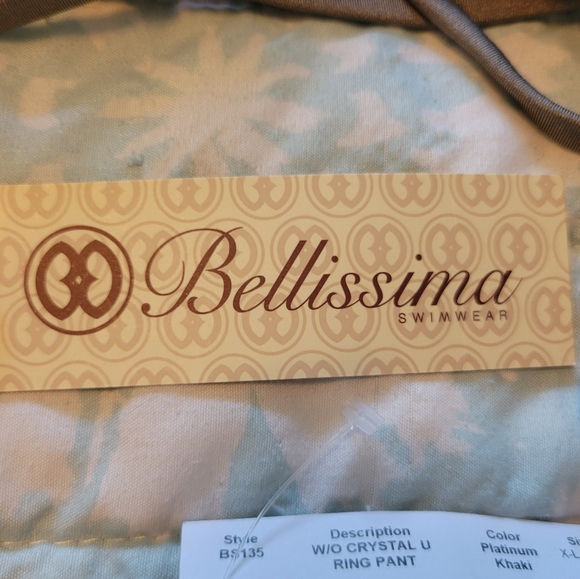 Bellissima
SWIMWEAR
Style Description Color
BS135 W/O CRYSTAL U Platinum X-L
RING PANT Khaki